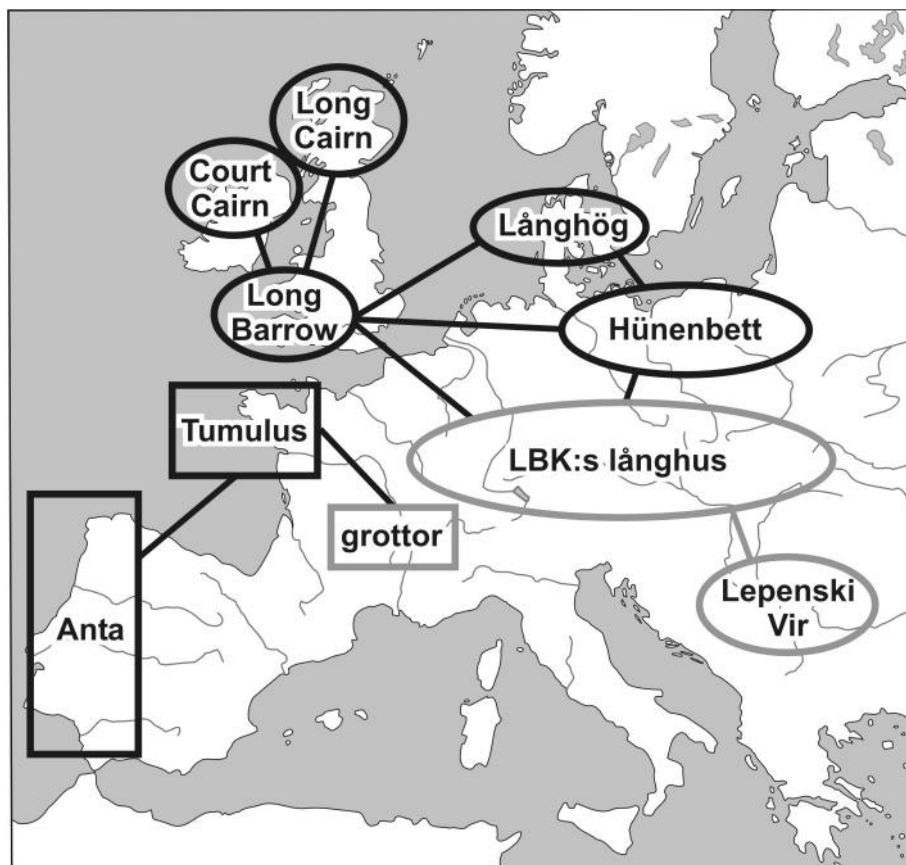 Long
Cairn
Court
Cairn
Långhög
Long
Barrow
Hünenbett
Tumulus
LBK:s långhus
grottor
Anta
Lepenski
Vir